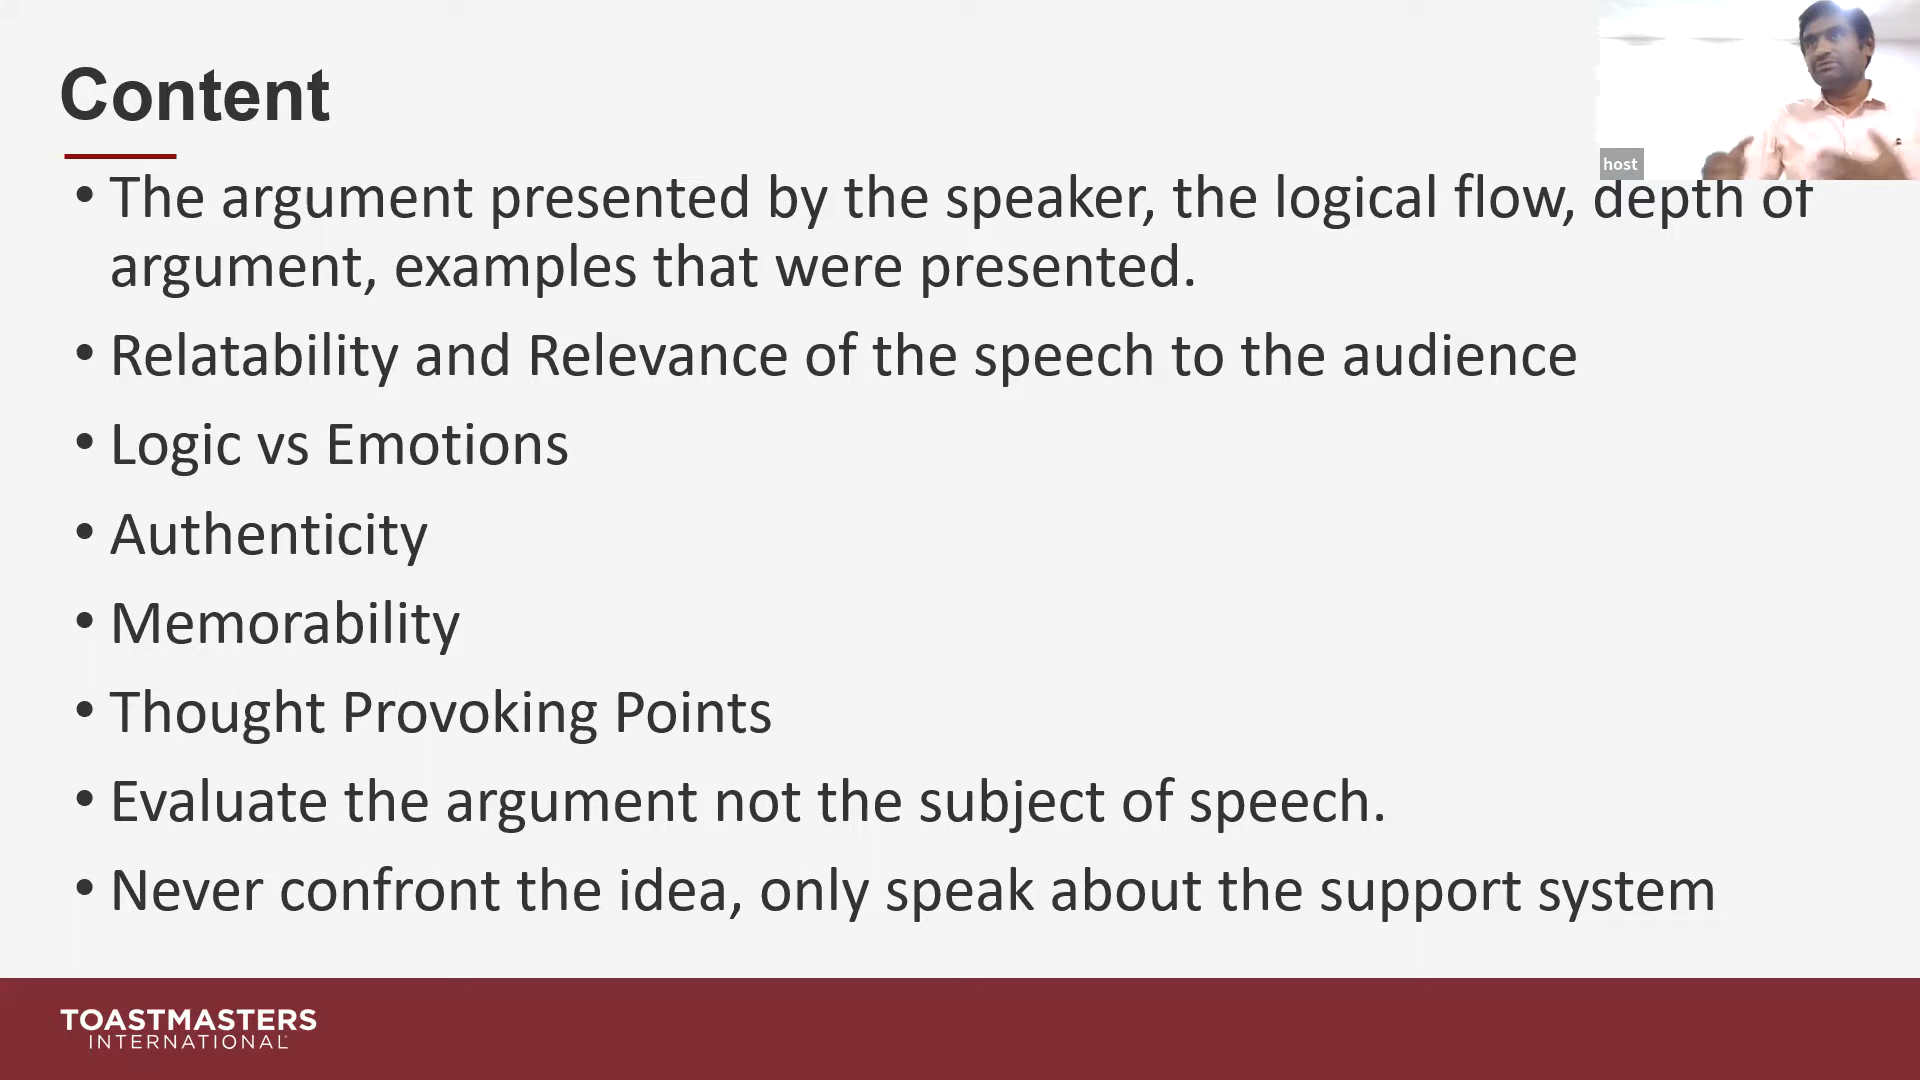 Content
host
• The argument presented by the speaker, the logical flow, depth of
argument, examples that were presented.
• Relatability and Relevance of the speech to the audience
• Logic vs Emotions
• Authenticity
• Memorability
• Thought Provoking Points
• Evaluate the argument not the subject of speech.
• Never confront the idea, only speak about the support system
TOASTMASTERS
INTERNATIONAL